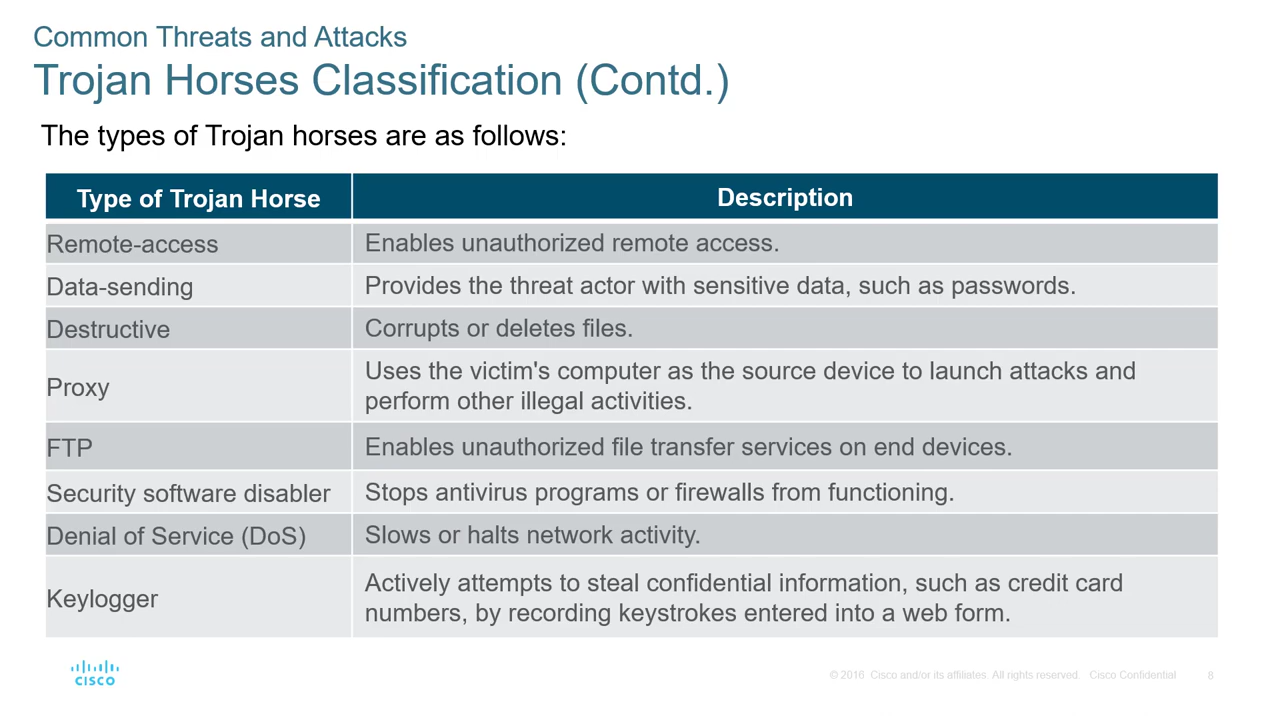 Common Threats and Attacks
Trojan Horses Classification (Contd.)
The types of Trojan horses are as follows:
Type of Trojan Horse
Description
Remote-access
Enables unauthorized remote access.
Data-sending
Provides the threat actor with sensitive data, such as passwords.
Destructive
Corrupts or deletes files.
Proxy
Uses the victim's computer as the source device to launch attacks and
perform other illegal activities.
FTP
Enables unauthorized file transfer services on end devices.
Security software disabler
Stops antivirus programs or firewalls from functioning.
Denial of Service (DoS)
Slows or halts network activity.
Keylogger
Actively attempts to steal confidential information, such as credit card
numbers, by recording keystrokes entered into a web form.
CISCO
© 2016 Cisco and/or its affiliates. All rights reserved. Cisco Confidential
8